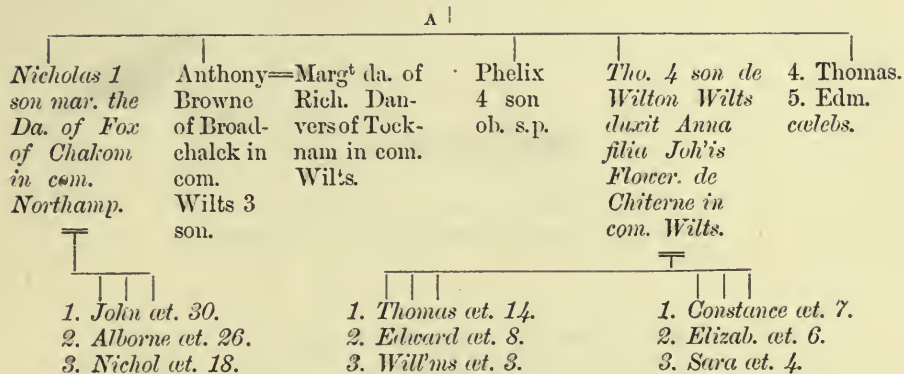 A
Nicholas 1
son mar. the
Da. of Fox
of Chakom
in com.
Northamp.
Anthony=Margᵗ da. of
Browne Rich. Dan-
of Broad- vers of Tock-
chalck in nam in com.
com. Wilts.
Wilts 3
son.
Phelix
4 son
ob. s.p.
Tho. 4 son de
Wilton Wilts
duxit Anna
filia Joh'is
Flower. de
Chiterne in
com. Wilts.
4. Thomas.
5. Edm.
cælebs.
1. John æt. 30.
2. Alborne æt. 26.
3. Nichol æt. 18.
1. Thomas æt. 14.
2. Edward æt. 8.
3. Will'ms æt. 3.
1. Constance æt. 7.
2. Elizab. æt. 6.
3. Sara æt. 4.